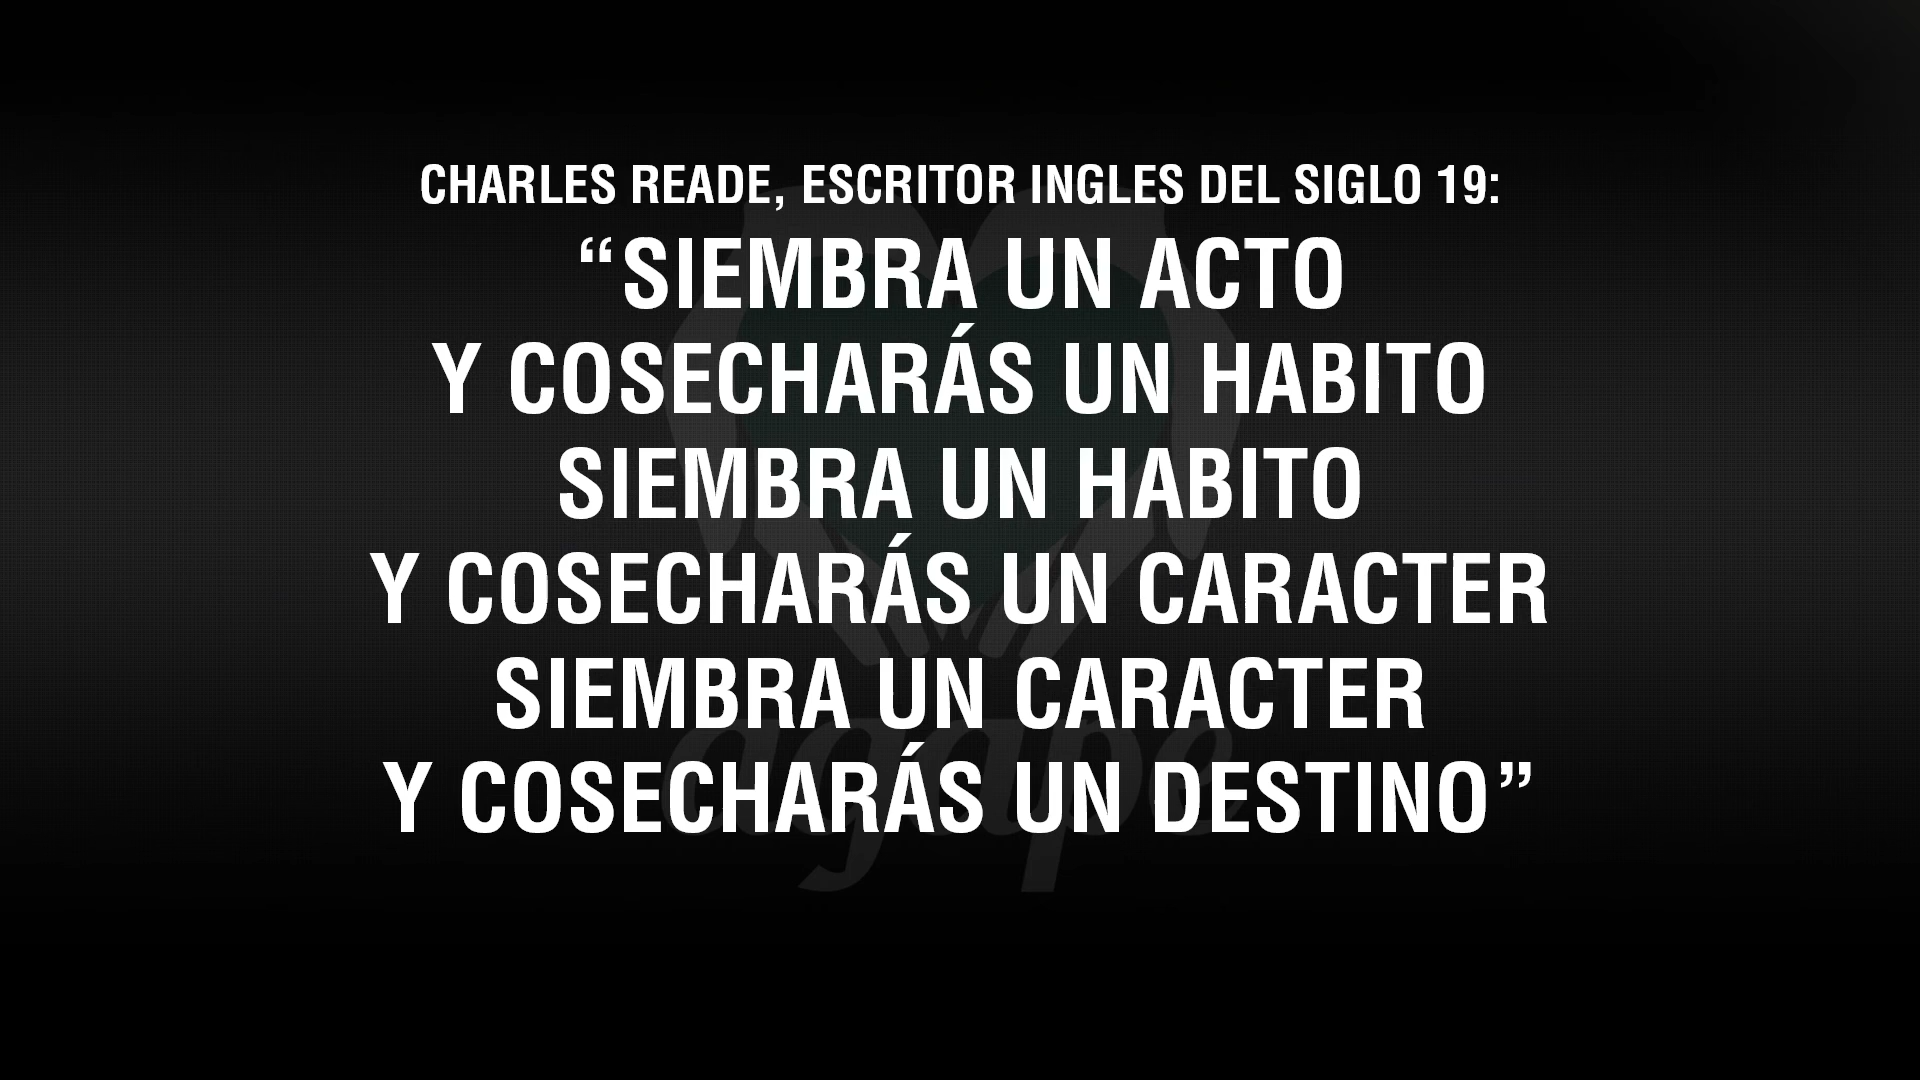 CHARLES READE, ESCRITOR INGLES DEL SIGLO 19:
“SIEMBRA UN ACTO
Y COSECHARÁS UN HABITO
SIEMBRA UN HABITO
Y COSECHARÁS UN CARACTER
SIEMBRA UN CARACTER
Y COSECHARÁS UN DESTINO”
agape